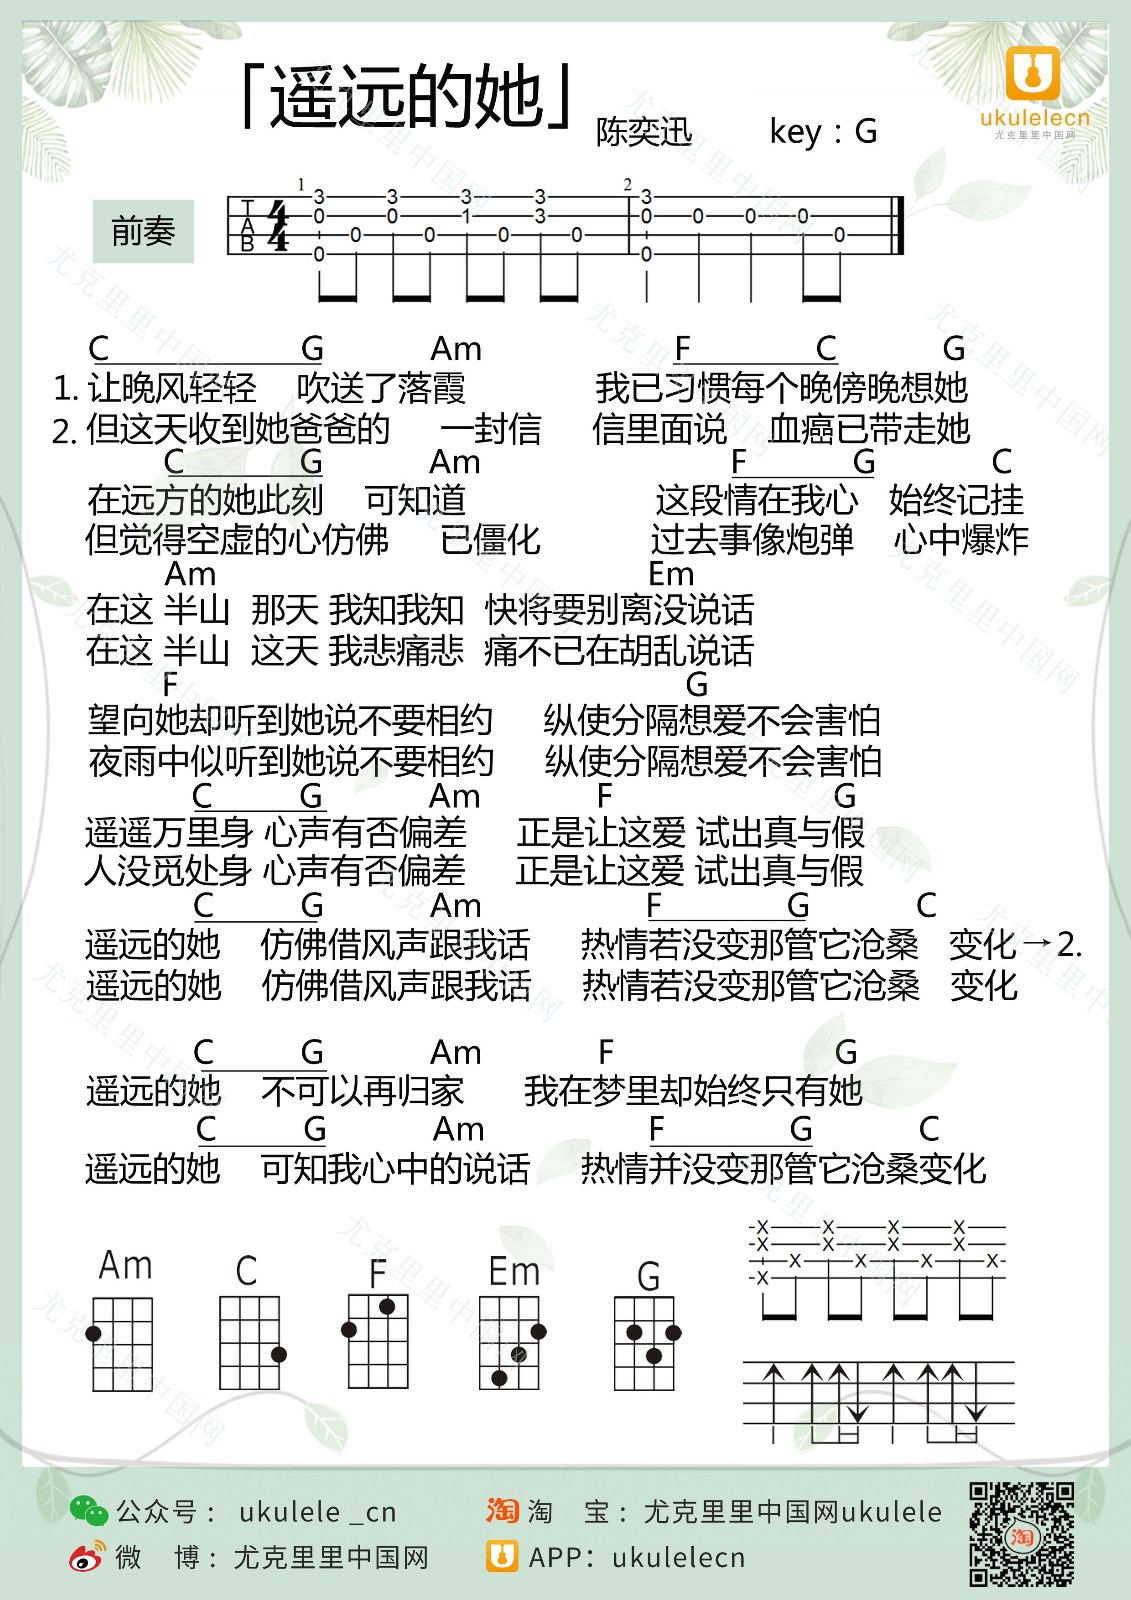 「遥远的她」
陈奕迅 key：G
ukulelecn
尤克里里中国网
前奏
1 2
T A B 4 4
3 3 3 3 3
0 0 1 3 0 0 0 0
0 0 0 0 0
0 0
C G Am F C G
1. 让晚风轻轻 吹送了落霞 我已习惯每个晚傍晚想她
2. 但这天收到她爸爸的 一封信 信里面说 血癌已带走她
C G Am F G C
在远方的她此刻 可知道 这段情在我心 始终记挂
但觉得空虚的心仿佛 已僵化 过去事像炮弹 心中爆炸
Am Em
在这 半山 那天 我知我知 快将要别离没说话
在这 半山 这天 我悲痛悲 痛不已在胡乱说话
F G
望向她却听到她说不要相约 纵使分隔想爱不会害怕
夜雨中似听到她说不要相约 纵使分隔想爱不会害怕
C G Am F G
遥遥万里身 心声有否偏差 正是让这爱 试出真与假
人没觅处身 心声有否偏差 正是让这爱 试出真与假
C G Am F G C
遥远的她 仿佛借风声跟我话 热情若没变那管它沧桑 变化→2.
遥远的她 仿佛借风声跟我话 热情若没变那管它沧桑 变化
C G Am F G
遥远的她 不可以再归家 我在梦里却始终只有她
C G Am F G C
遥远的她 可知我心中的说话 热情并没变那管它沧桑变化
Am C F Em G
X X X X
X X X X
X X X X
X
公众号： ukulele _cn 淘 淘 宝：尤克里里中国网ukulele
微 博：尤克里里中国网 APP：ukulelecn
淘